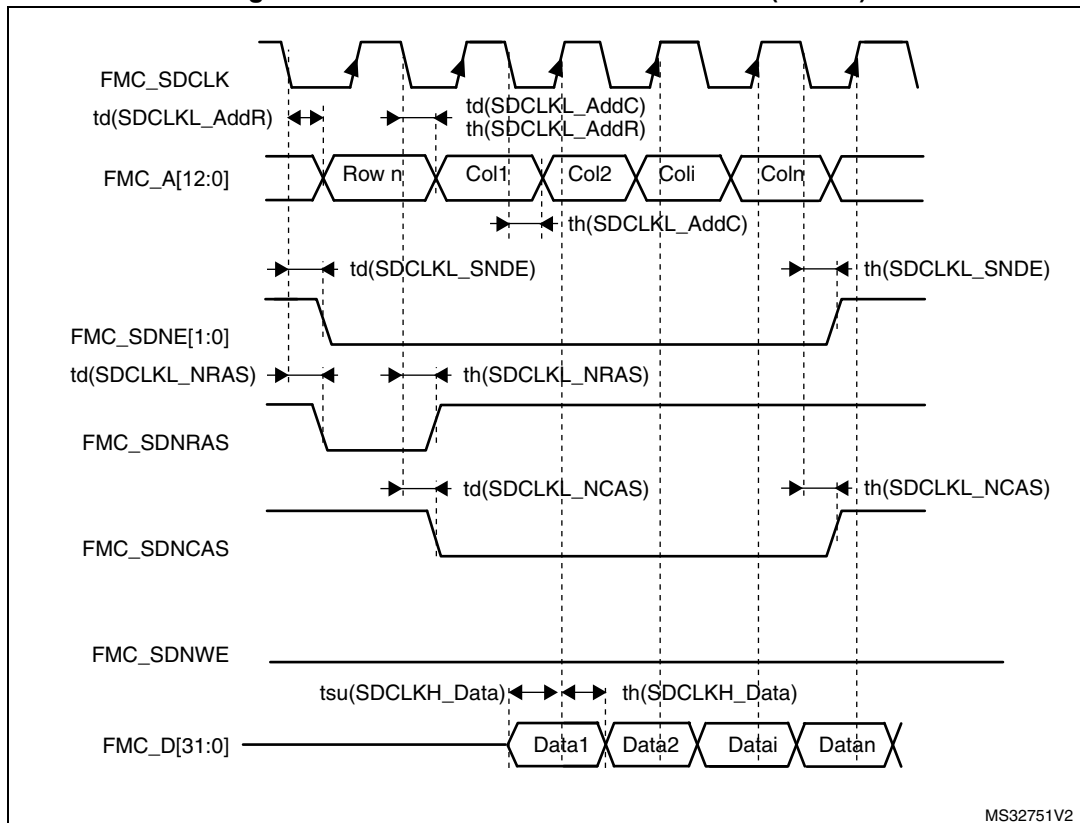 FMC_SDCLK
td(SDCLKL_AddR)
td(SDCLKL_AddC)
th(SDCLKL_AddR)
FMC_A[12:0]
Row n
Col1
Col2
Coli
Coln
th(SDCLKL_AddC)
td(SDCLKL_SNDE)
th(SDCLKL_SNDE)
FMC_SDNE[1:0]
td(SDCLKL_NRAS)
th(SDCLKL_NRAS)
FMC_SDNRAS
td(SDCLKL_NCAS)
th(SDCLKL_NCAS)
FMC_SDNCAS
FMC_SDNWE
tsu(SDCLKH_Data)
th(SDCLKH_Data)
FMC_D[31:0]
Data1
Data2
Datai
Datan
MS32751V2